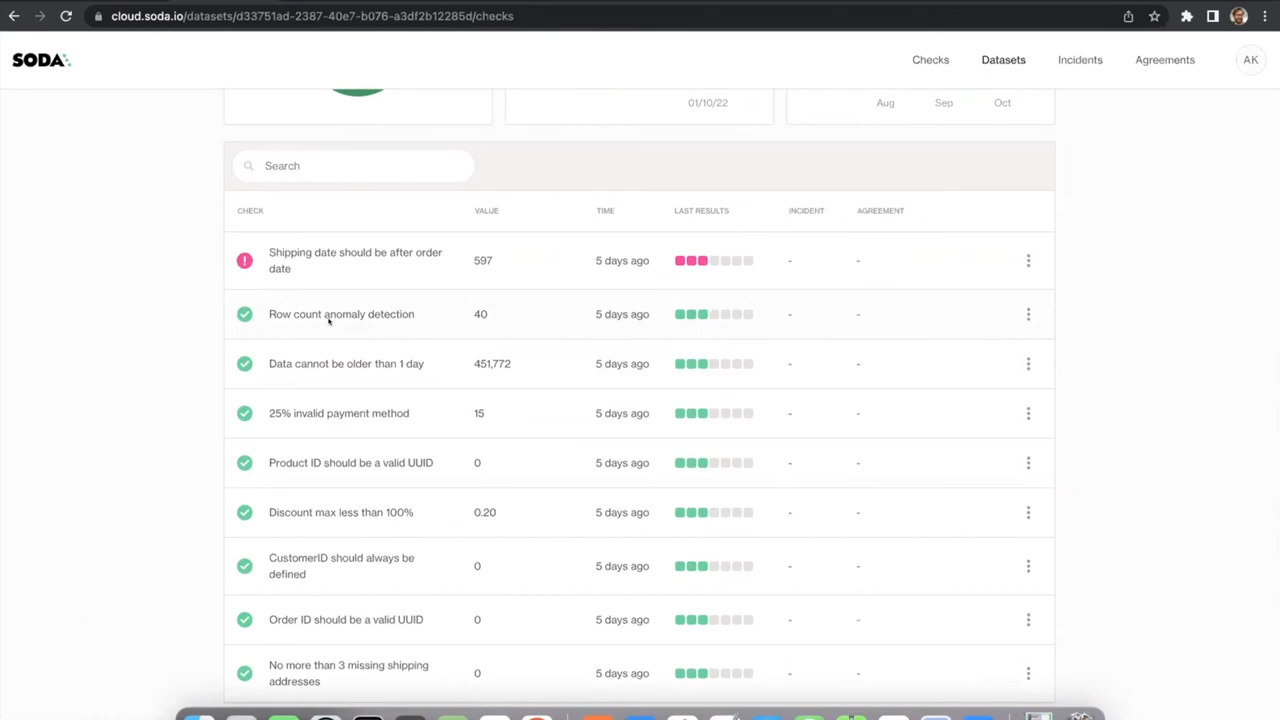 cloud.soda.io/datasets/d33751ad-2387-40e7-b076-a3df2b12285d/checks
SODA
Checks
Datasets
Incidents
Agreements
AK
01/10/22
Aug
Sep
Oct
Search
CHECK
VALUE
TIME
LAST RESULTS
INCIDENT
AGREEMENT
Shipping date should be after order
date
597
5 days ago
-
-
Row count anomaly detection
40
5 days ago
-
-
Data cannot be older than 1 day
451,772
5 days ago
-
-
25% invalid payment method
15
5 days ago
-
-
Product ID should be a valid UUID
0
5 days ago
-
-
Discount max less than 100%
0.20
5 days ago
-
-
CustomerID should always be
defined
0
5 days ago
-
-
Order ID should be a valid UUID
0
5 days ago
-
-
No more than 3 missing shipping
addresses
0
5 days ago
-
-